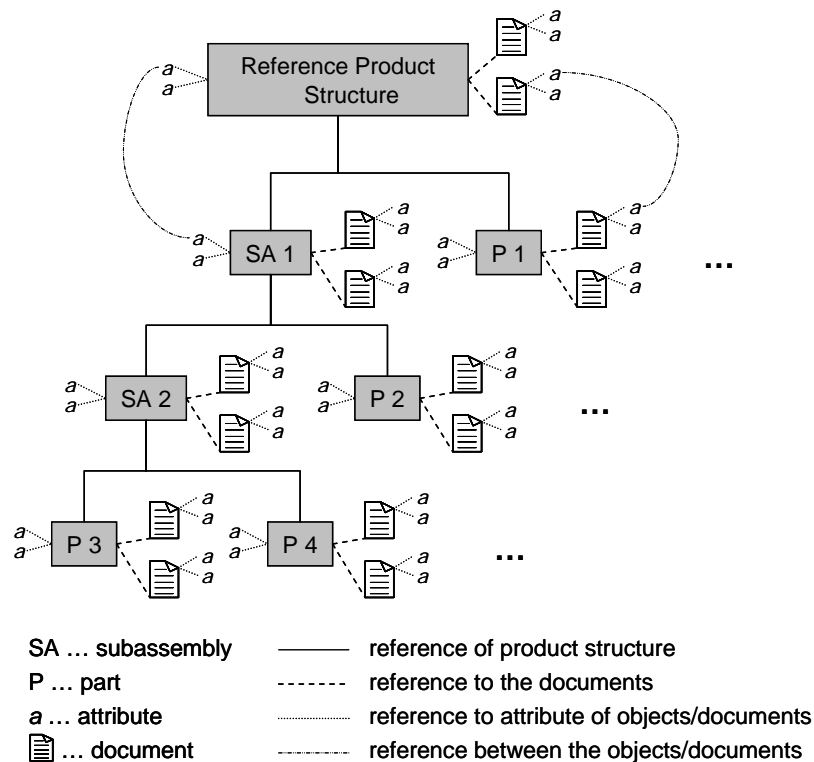 a
a
a
a
Reference Product
Structure
a
a
a
a
SA 1
a
a
a
a
a
a
P 1
a
a
a
a
...
a
a
SA 2
a
a
a
a
a
a
P 2
a
a
a
a
...
a
a
P 3
a
a
a
a
a
a
P 4
a
a
a
a
...
SA ... subassembly
reference of product structure
P ... part
reference to the documents
a ... attribute
reference to attribute of objects/documents
... document
reference between the objects/documents